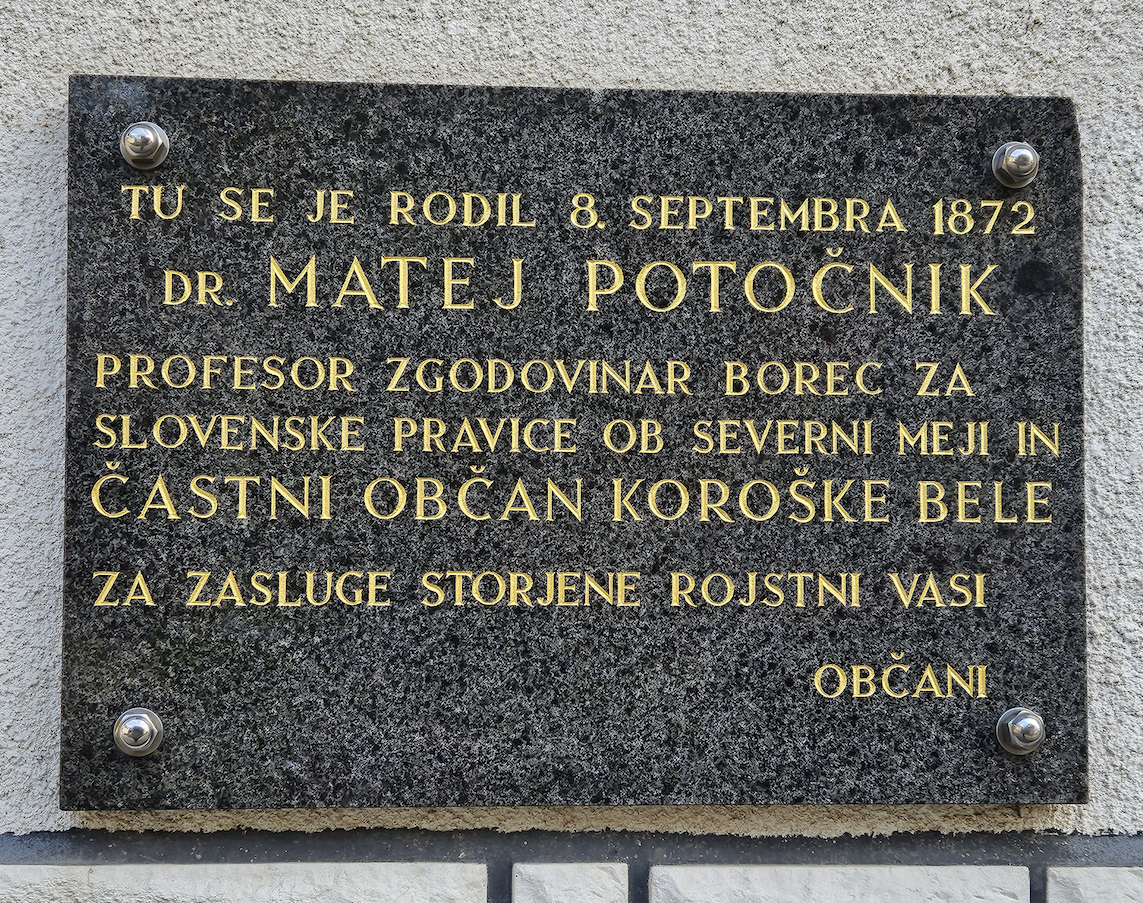 TU SE JE RODIL 8. SEPTEMBRA 1872
DR. MATEJ POTOČNIK
PROFESOR ZGODOVINAR BOREC ZA
SLOVENSKE PRAVICE OB SEVERNI MEJI IN
ČASTNI OBČAN KOROŠKE BELE
ZA ZASLUGE STORJENE ROJSTNI VASI
OBČANI